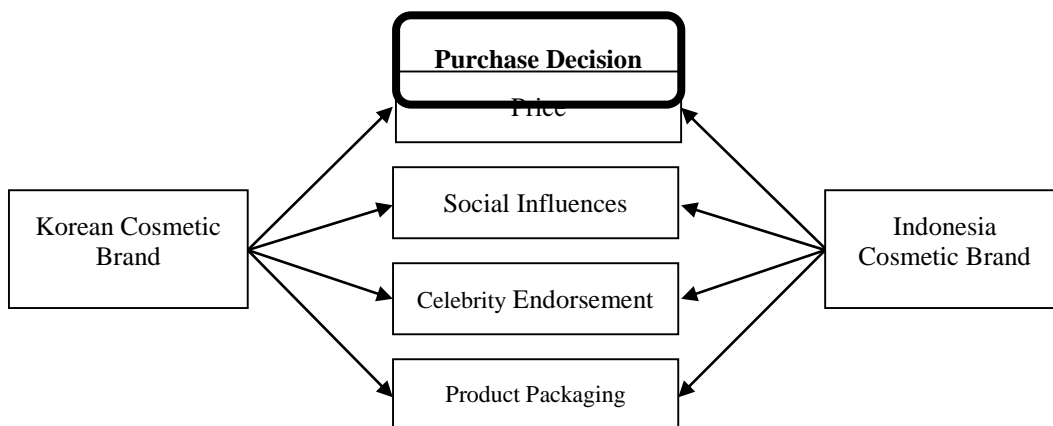 Purchase Decision
Price
Social Influences
Korean Cosmetic
Brand
Indonesia
Cosmetic Brand
Celebrity Endorsement
Product Packaging